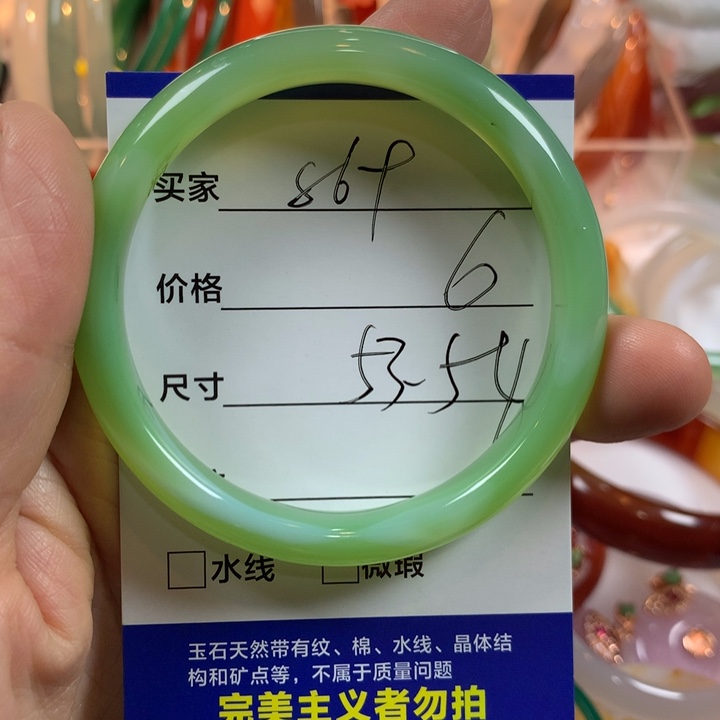 买家 869
价格 6
尺寸 53-54
水线 微瑕
玉石天然带有纹、棉、水线、晶体结
构和矿点等，不属于质量问题
完美主义者勿拍